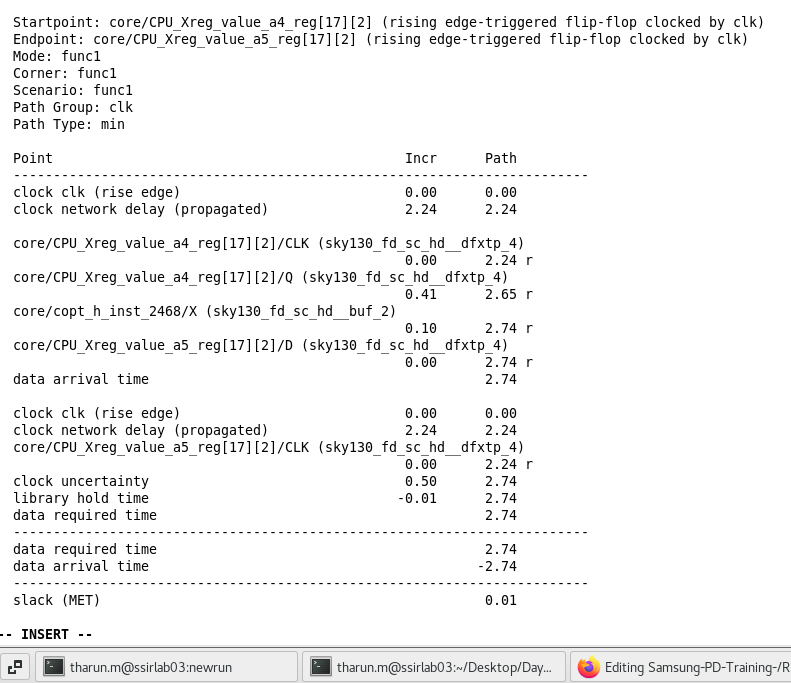 Startpoint: core/CPU_Xreg_value_a4_reg[17][2] (rising edge-triggered flip-flop clocked by clk)
Endpoint: core/CPU_Xreg_value_a5_reg[17][2] (rising edge-triggered flip-flop clocked by clk)
Mode: func1
Corner: func1
Scenario: func1
Path Group: clk
Path Type: min
Point Incr Path
------------------------------------------------------------------------
clock clk (rise edge) 0.00 0.00
clock network delay (propagated) 2.24 2.24
core/CPU_Xreg_value_a4_reg[17][2]/CLK (sky130_fd_sc_hd__dfxtp_4)
0.00 2.24 r
core/CPU_Xreg_value_a4_reg[17][2]/Q (sky130_fd_sc_hd__dfxtp_4)
0.41 2.65 r
core/copt_h_inst_2468/X (sky130_fd_sc_hd__buf_2)
0.10 2.74 r
core/CPU_Xreg_value_a5_reg[17][2]/D (sky130_fd_sc_hd__dfxtp_4)
0.00 2.74 r
data arrival time 2.74
clock clk (rise edge) 0.00 0.00
clock network delay (propagated) 2.24 2.24
core/CPU_Xreg_value_a5_reg[17][2]/CLK (sky130_fd_sc_hd__dfxtp_4)
0.00 2.24 r
clock uncertainty 0.50 2.74
library hold time -0.01 2.74
data required time 2.74
------------------------------------------------------------------------
data required time 2.74
data arrival time -2.74
------------------------------------------------------------------------
slack (MET) 0.01
-- INSERT --
tharun.m@ssirlab03:newrun tharun.m@ssirlab03:~/Desktop/Day... Editing Samsung-PD-Training-/R